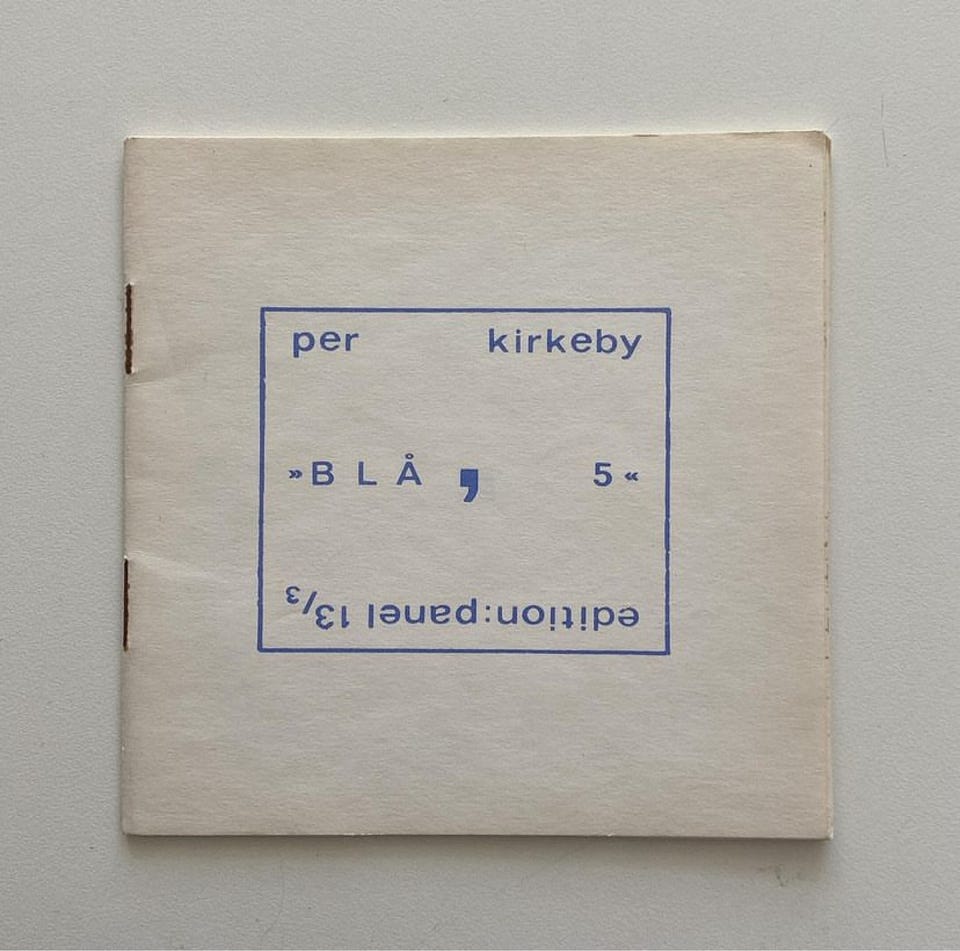 per kirkeby
»BLÅ , 5«
edition:panel 13/3